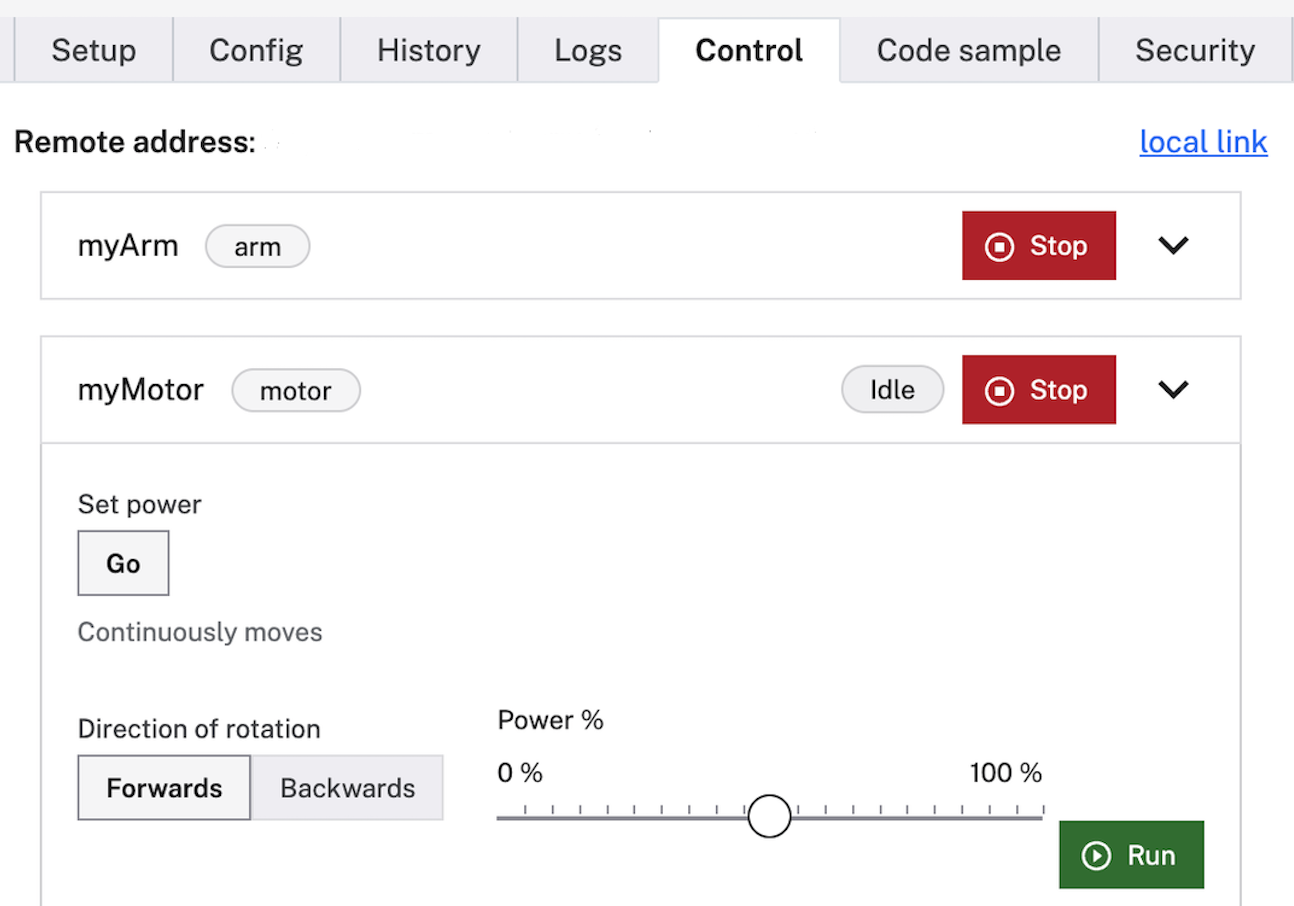 Setup Config History Logs Control Code sample Security
Remote address: local link
myArm arm Stop
myMotor motor Idle Stop
Set power
Go
Continuously moves
Direction of rotation Power %
0 % 100 %
Forwards Backwards
Run